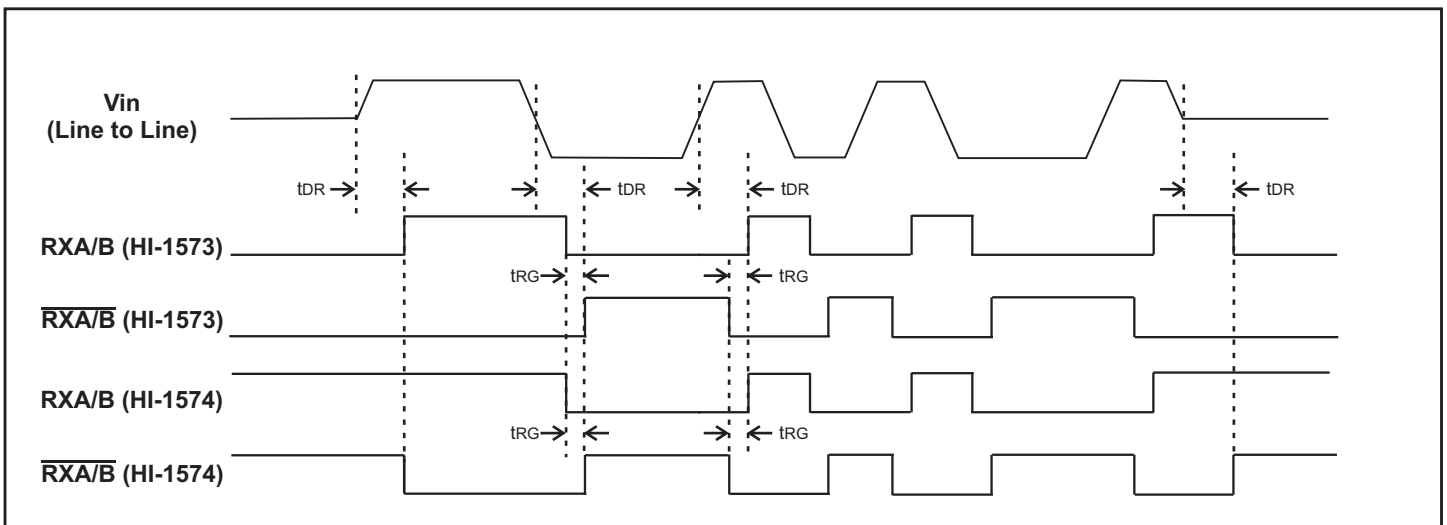 Vin
(Line to Line)
tDR tDR tDR tDR
RXA/B (HI-1573)
tRG tRG
RXA/B (HI-1573)
RXA/B (HI-1574)
tRG tRG
RXA/B (HI-1574)